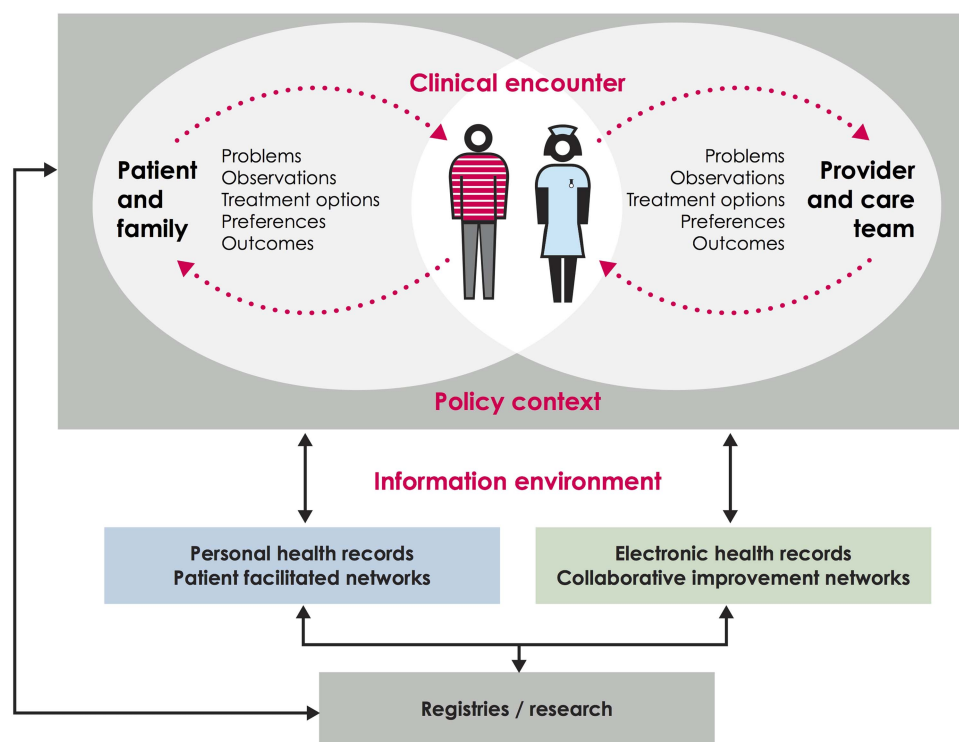 Clinical encounter
Patient
and
family
Problems
Observations
Treatment options
Preferences
Outcomes
Problems
Observations
Treatment options
Preferences
Outcomes
Provider
and care
team
Policy context
Information environment
Personal health records
Patient facilitated networks
Electronic health records
Collaborative improvement networks
Registries / research